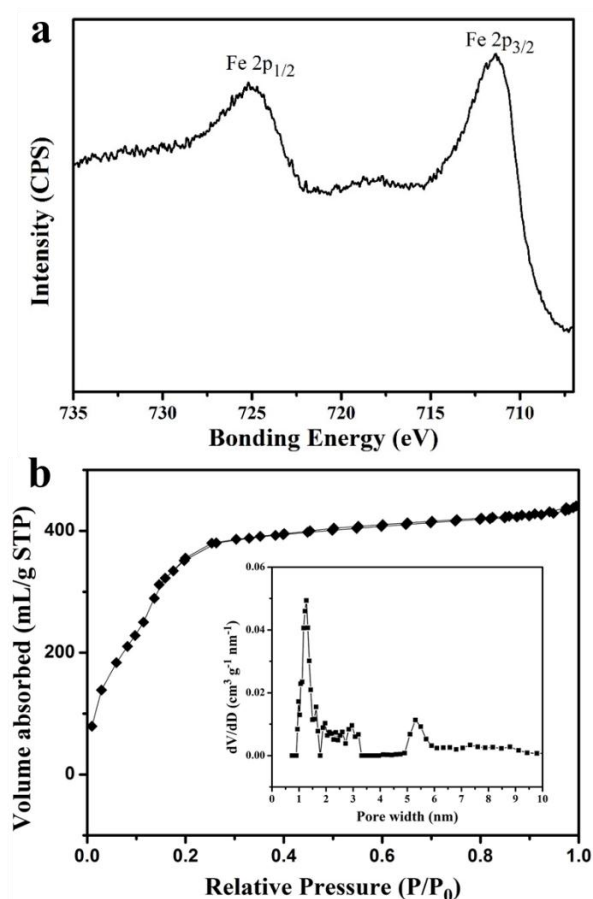 a
Fe 2p1/2
Fe 2p3/2
Intensity (CPS)
735 730 725 720 715 710
Bonding Energy (eV)
b
Volume absorbed (mL/g STP)
400
200
0
0.0 0.2 0.4 0.6 0.8 1.0
Relative Pressure (P/P0)
dV/dD (cm³ g⁻¹ nm⁻¹)
0.06
0.04
0.02
0.00
0 1 2 3 4 5 6 7 8 9 10
Pore width (nm)